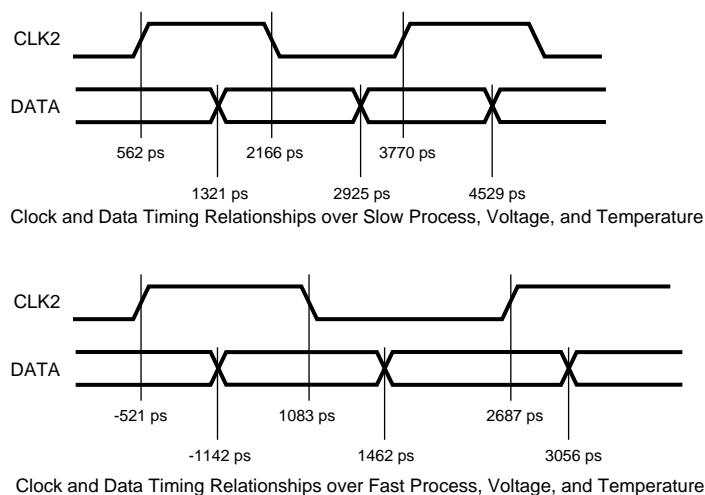 CLK2
DATA
562 ps 2166 ps 3770 ps
1321 ps 2925 ps 4529 ps
Clock and Data Timing Relationships over Slow Process, Voltage, and Temperature
CLK2
DATA
-521 ps 1083 ps 2687 ps
-1142 ps 1462 ps 3056 ps
Clock and Data Timing Relationships over Fast Process, Voltage, and Temperature